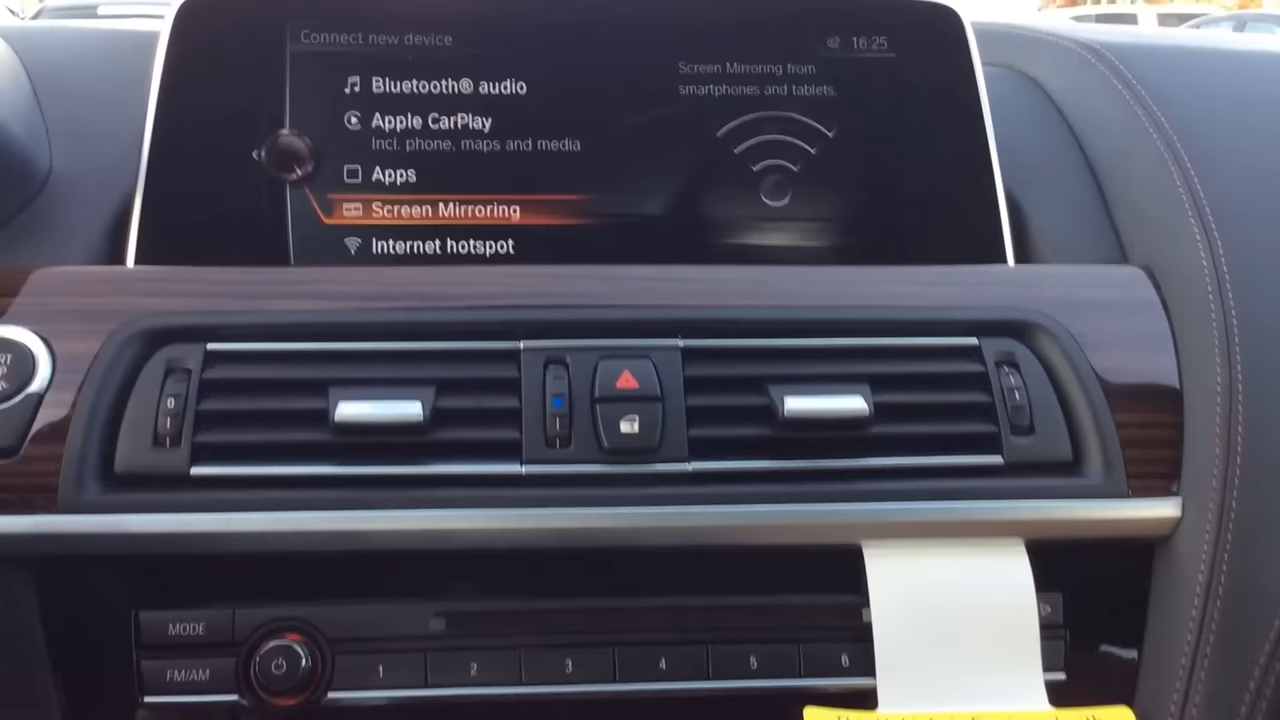 Connect new device
16:25
Bluetooth® audio
Apple CarPlay
Incl. phone, maps and media
Apps
Screen Mirroring
Internet hotspot
Screen Mirroring from
smartphones and tablets.
0
MODE
FM/AM
1 2 3 4 5 6